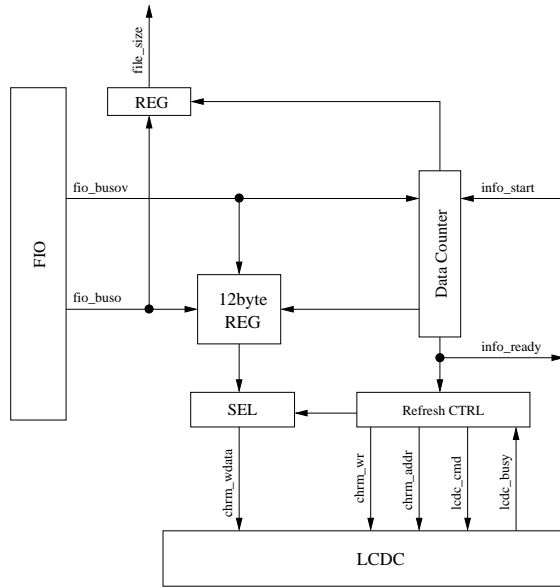 file_size
REG
fio_busov
info_start
FIO
Data Counter
fio_buso
12byte
REG
info_ready
SEL
Refresh CTRL
chrm_wdata
chrm_wr
chrm_addr
lcdc_cmd
lcdc_busy
LCDC